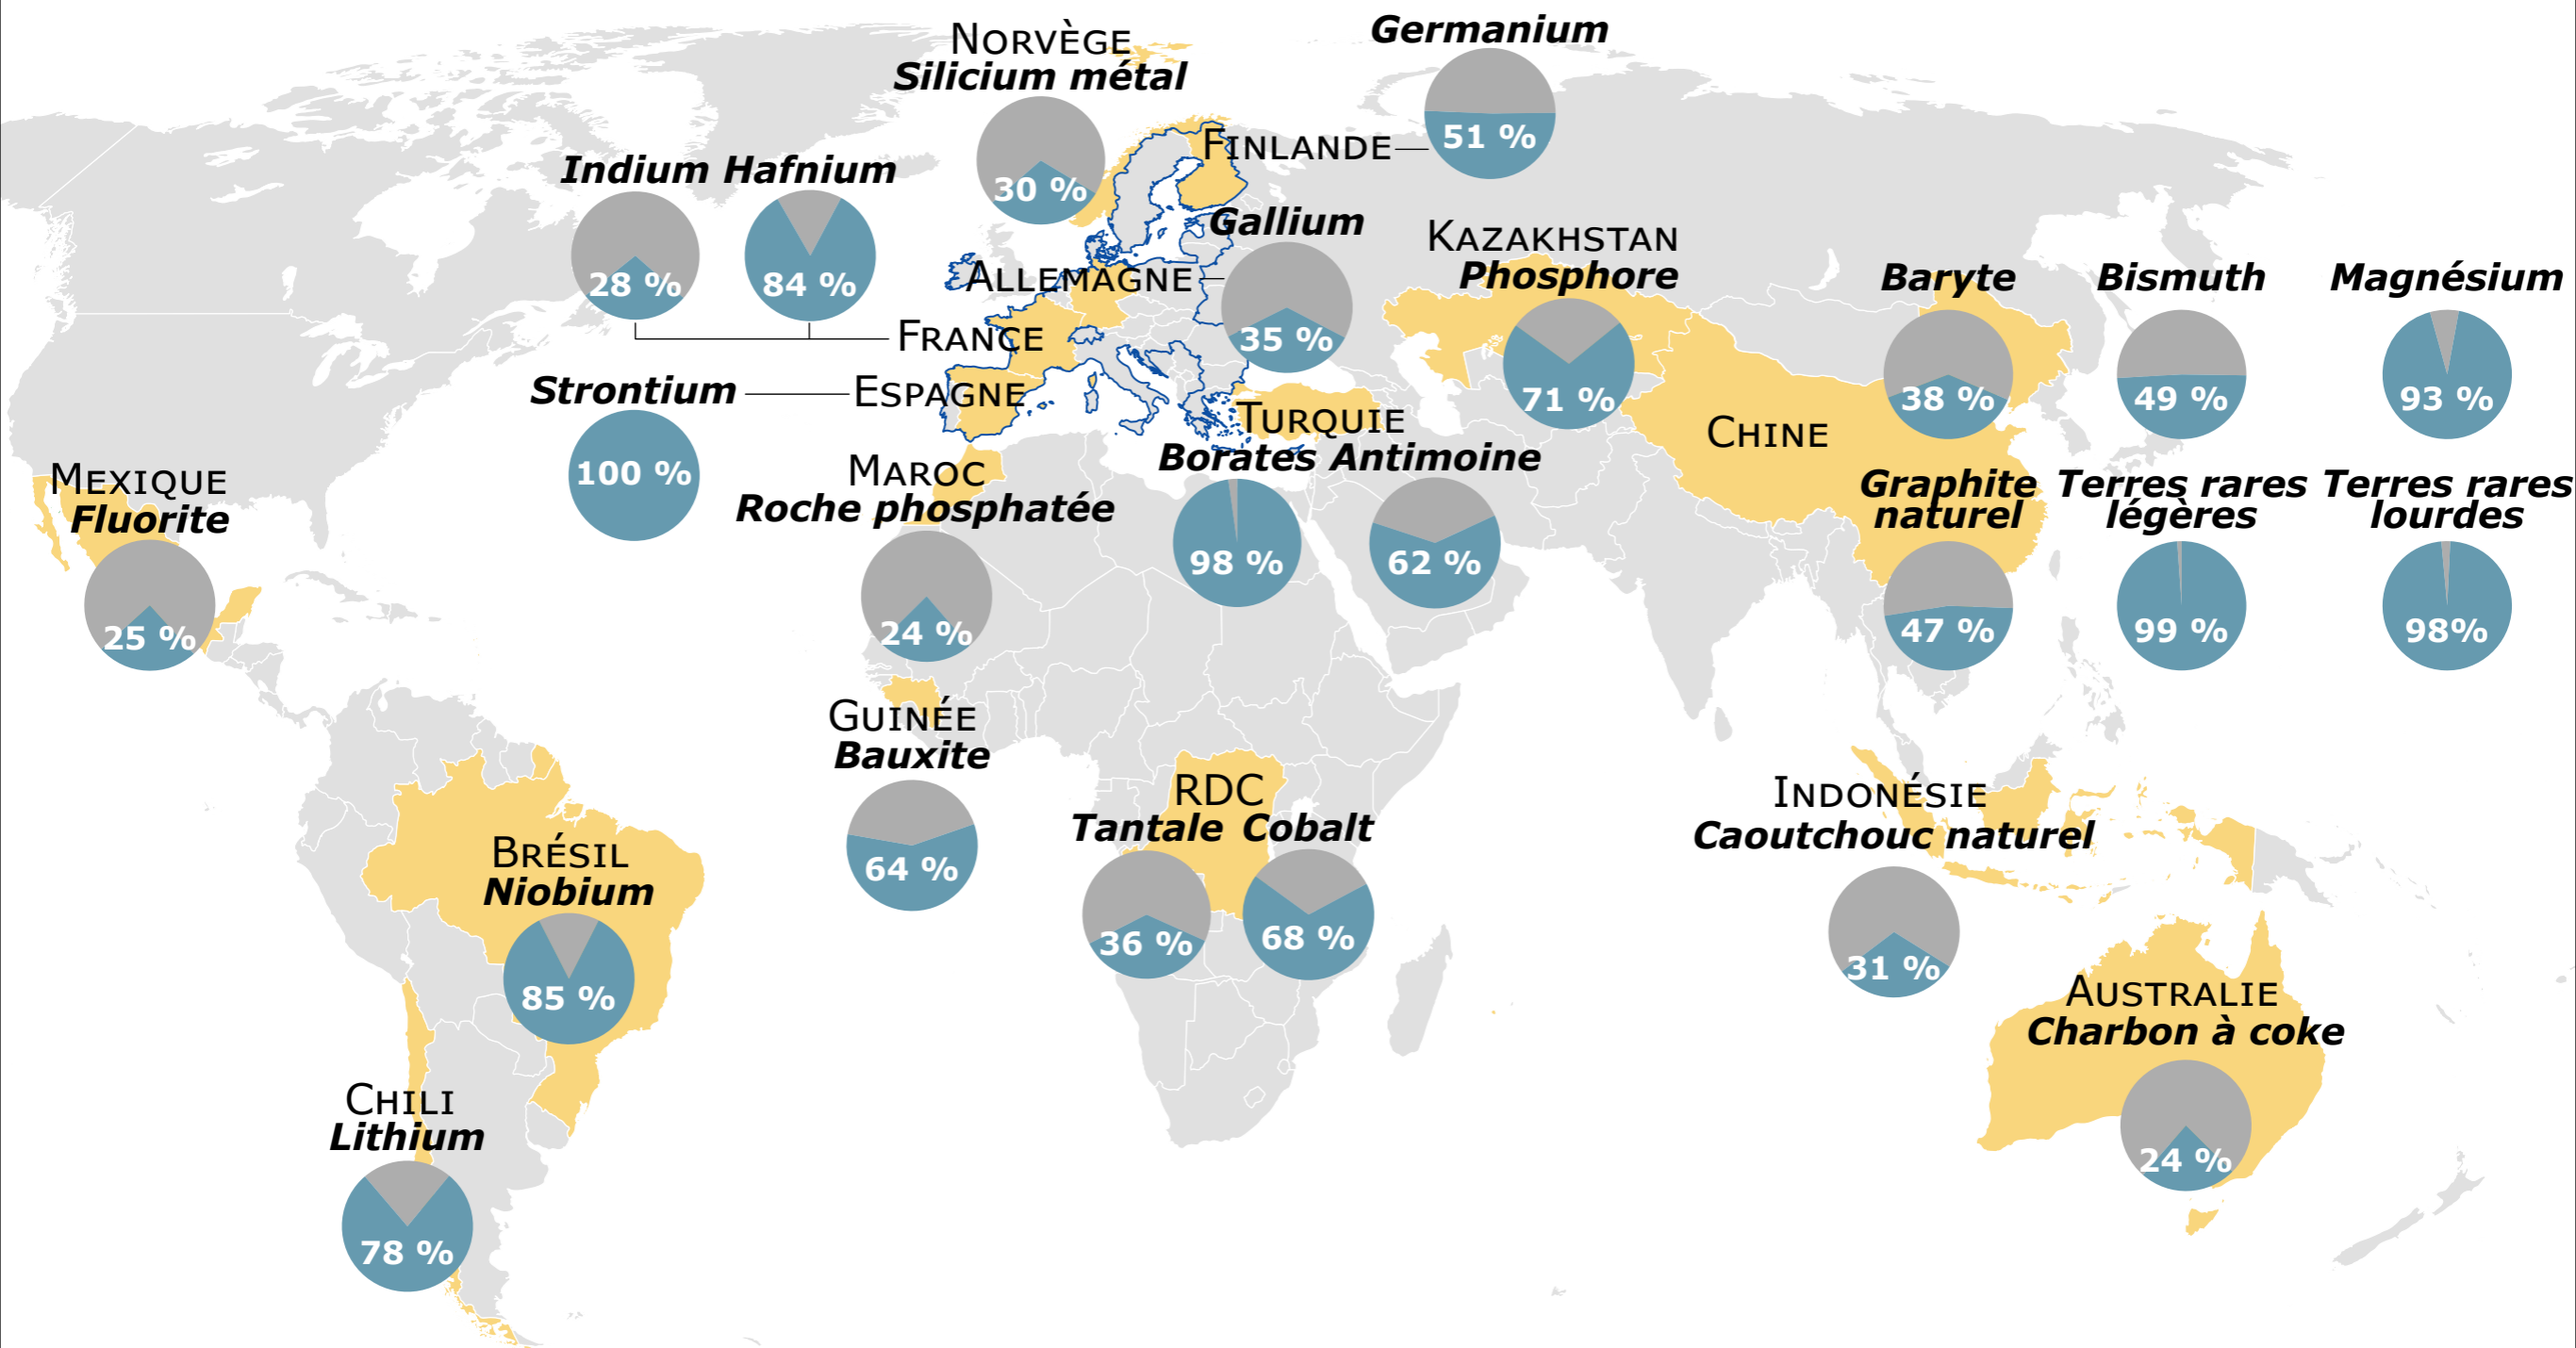 NORVÈGE
Silicium métal
30 %
Germanium
51 %
FINLANDE
Indium
28 %
Hafnium
84 %
FRANCE
Gallium
35 %
ALLEMAGNE
KAZAKHSTAN
Phosphore
71 %
Strontium
100 %
ESPAGNE
CHINE
Baryte
38 %
Bismuth
49 %
Magnésium
93 %
Graphite
naturel
47 %
Terres rares
légères
99 %
Terres rares
lourdes
98%
TURQUIE
Borates
98 %
Antimoine
62 %
MEXIQUE
Fluorite
25 %
MAROC
Roche phosphatée
24 %
GUINÉE
Bauxite
64 %
RDC
Tantale
36 %
Cobalt
68 %
BRÉSIL
Niobium
85 %
CHILI
Lithium
78 %
INDONÉSIE
Caoutchouc naturel
31 %
AUSTRALIE
Charbon à coke
24 %